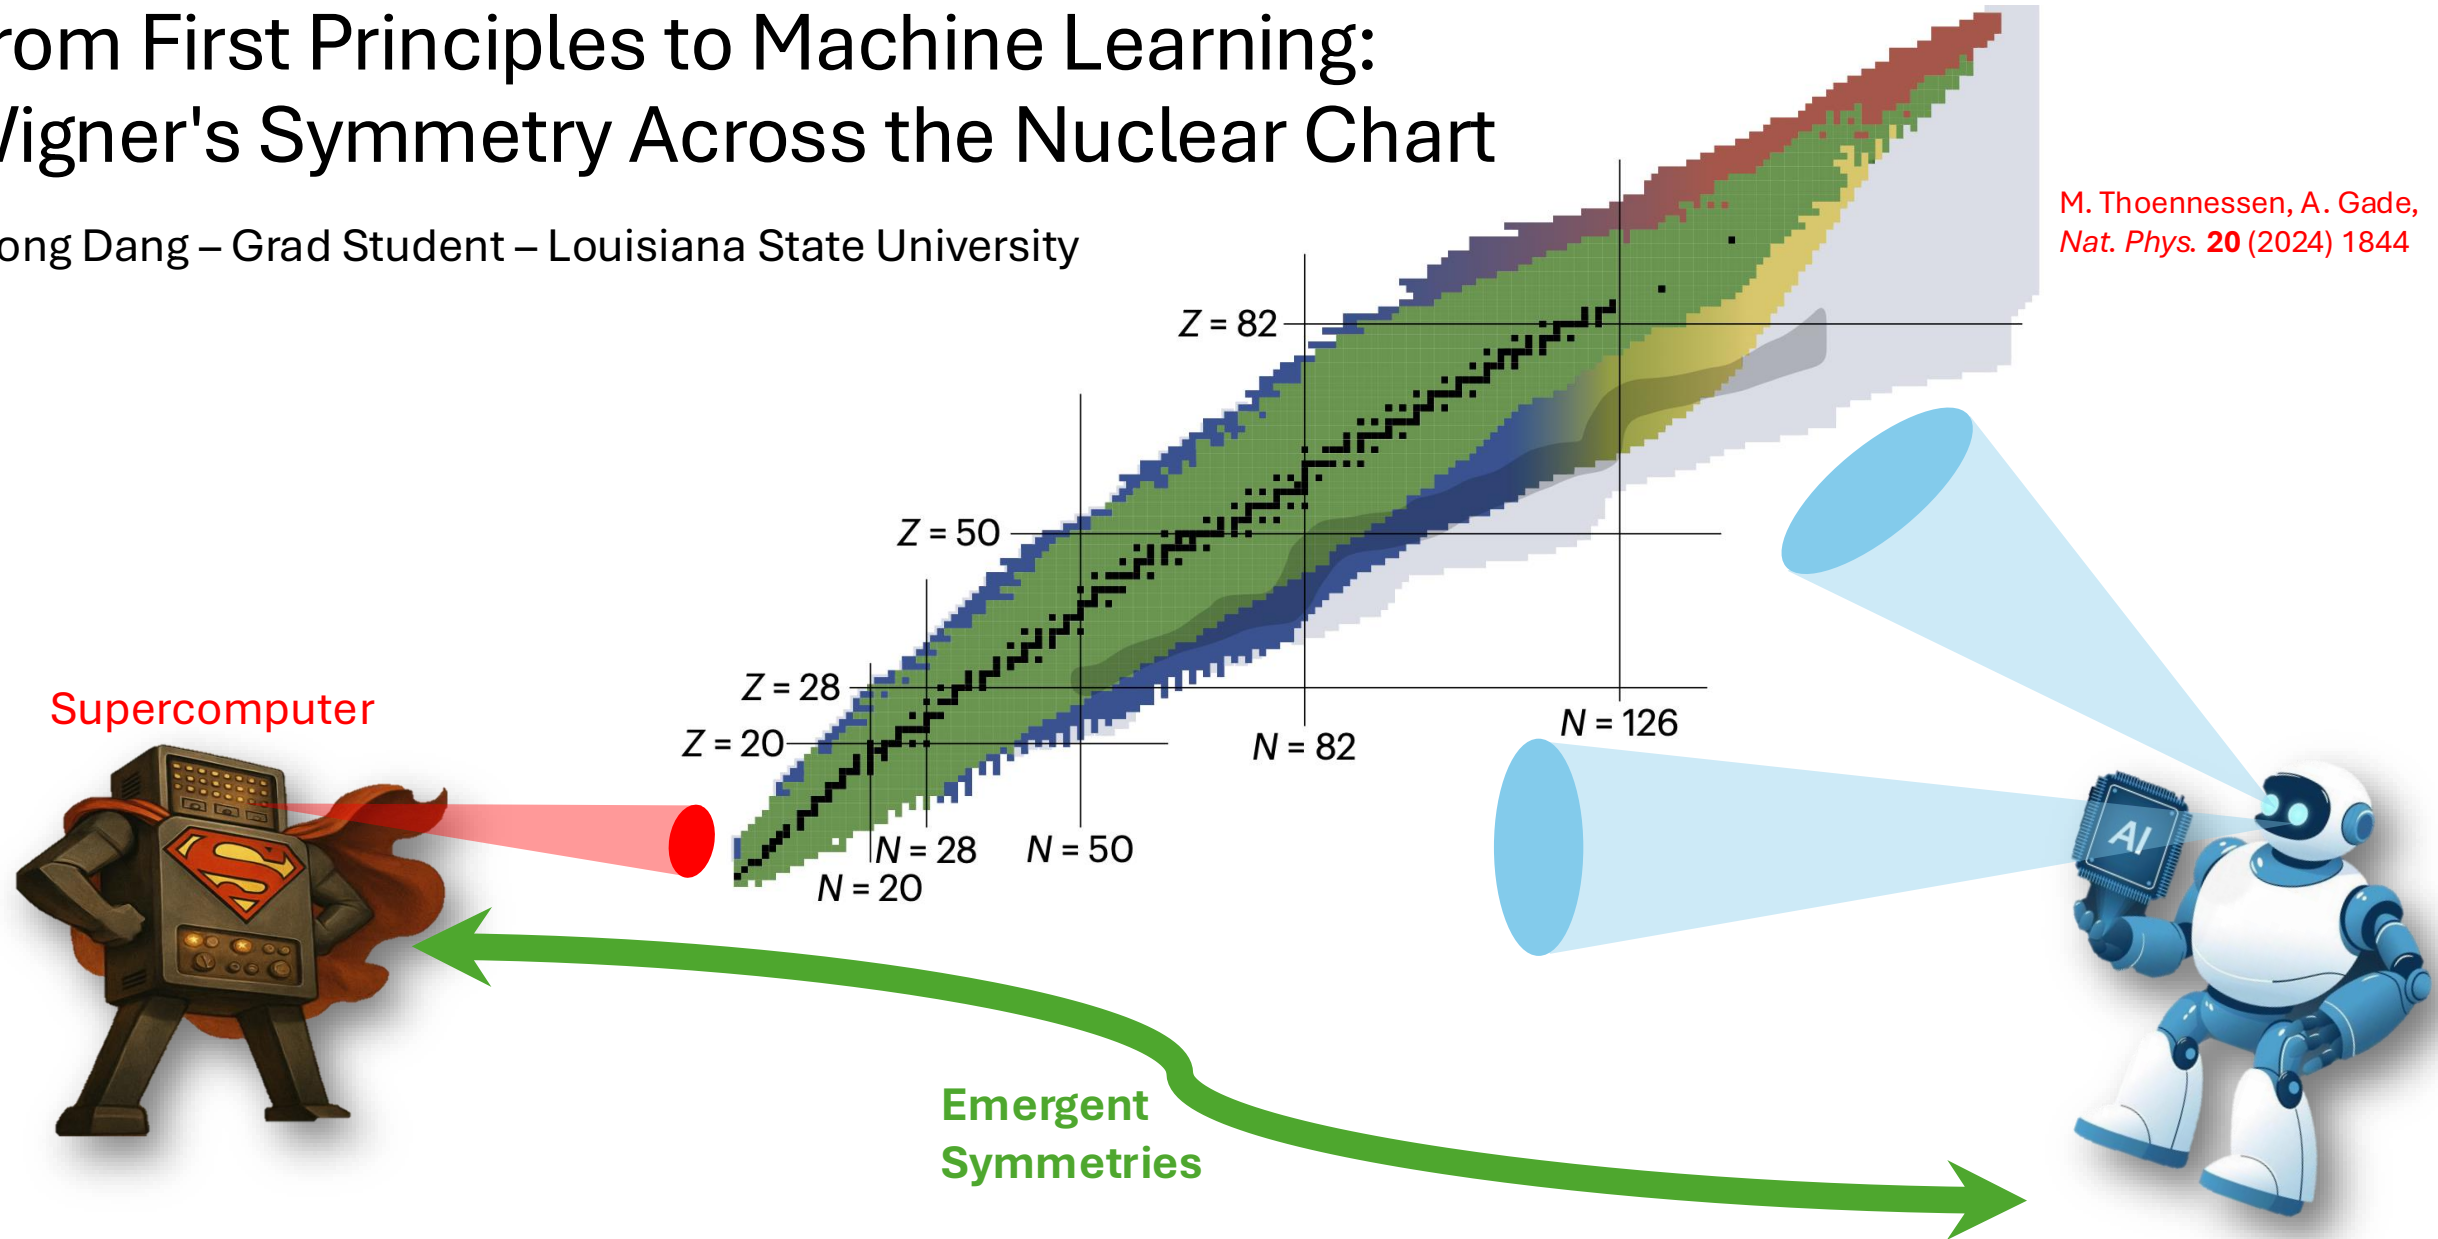 rom First Principles to Machine Learning:
Vigner's Symmetry Across the Nuclear Chart
ong Dang – Grad Student – Louisiana State University
M. Thoennessen, A. Gade,
Nat. Phys. 20 (2024) 1844
Z = 82
Z = 50
Z = 28
Z = 20
N = 126
N = 82
N = 28
N = 50
N = 20
Supercomputer
S
AI
Emergent
Symmetries